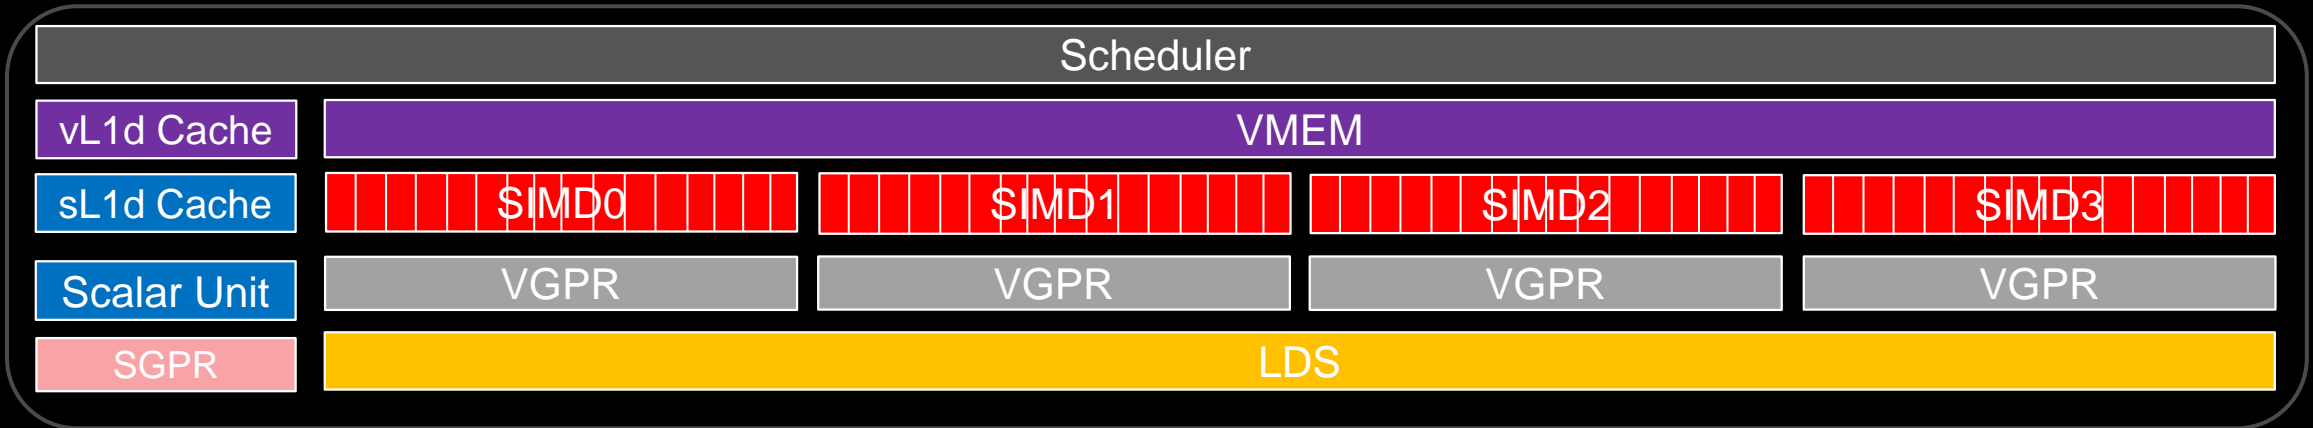 Scheduler
vL1d Cache
VMEM
sL1d Cache
SIMD0
SIMD1
SIMD2
SIMD3
Scalar Unit
VGPR
VGPR
VGPR
VGPR
SGPR
LDS